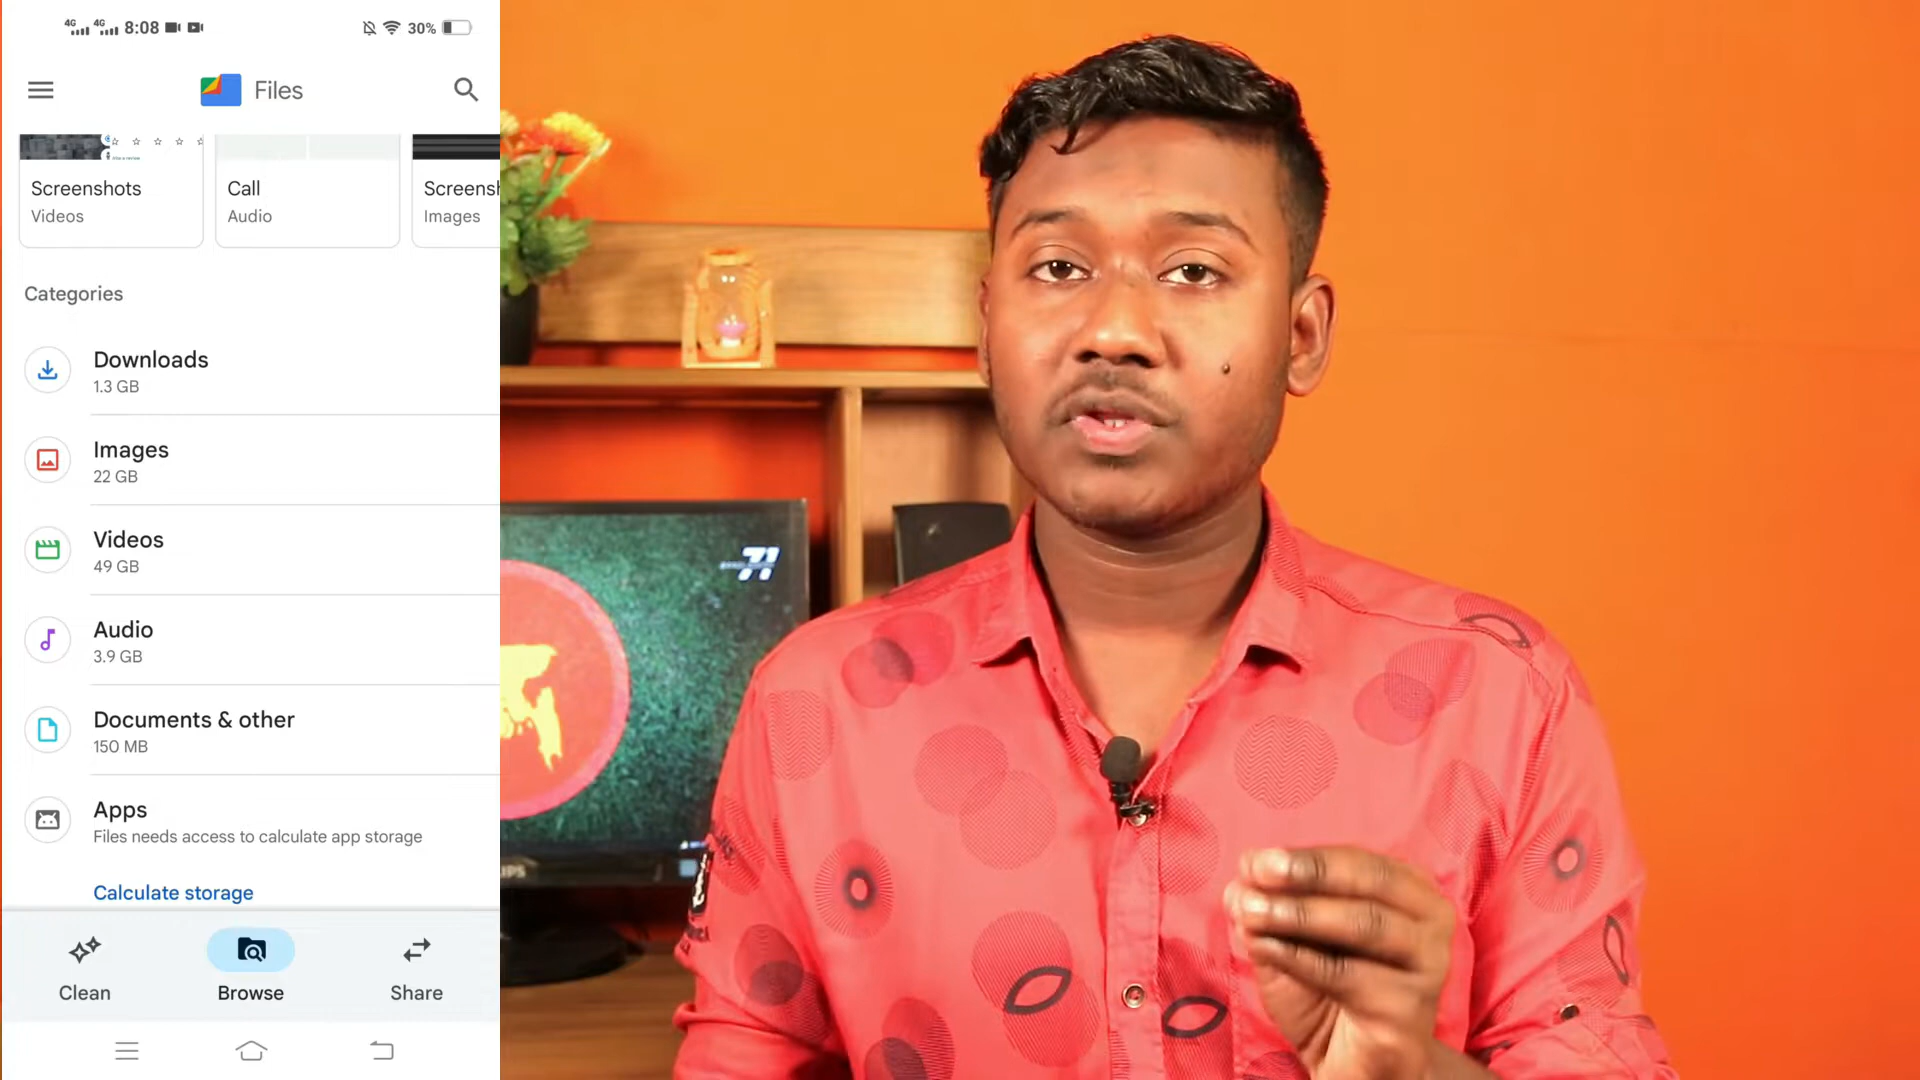 4G 4G 8:08 30%
Files
Screenshots
Videos
Call
Audio
Screensh
Images
Categories
Downloads
1.3 GB
Images
22 GB
Videos
49 GB
Audio
3.9 GB
Documents & other
150 MB
Apps
Files needs access to calculate app storage
Calculate storage
Clean
Browse
Share
71